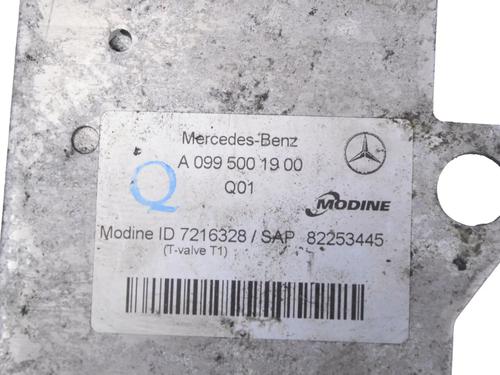 Mercedes-Benz
A 099 500 19 00
Q
Q01
MODINE
Modine ID 7216328 / SAP 82253445
(T-valve T1)